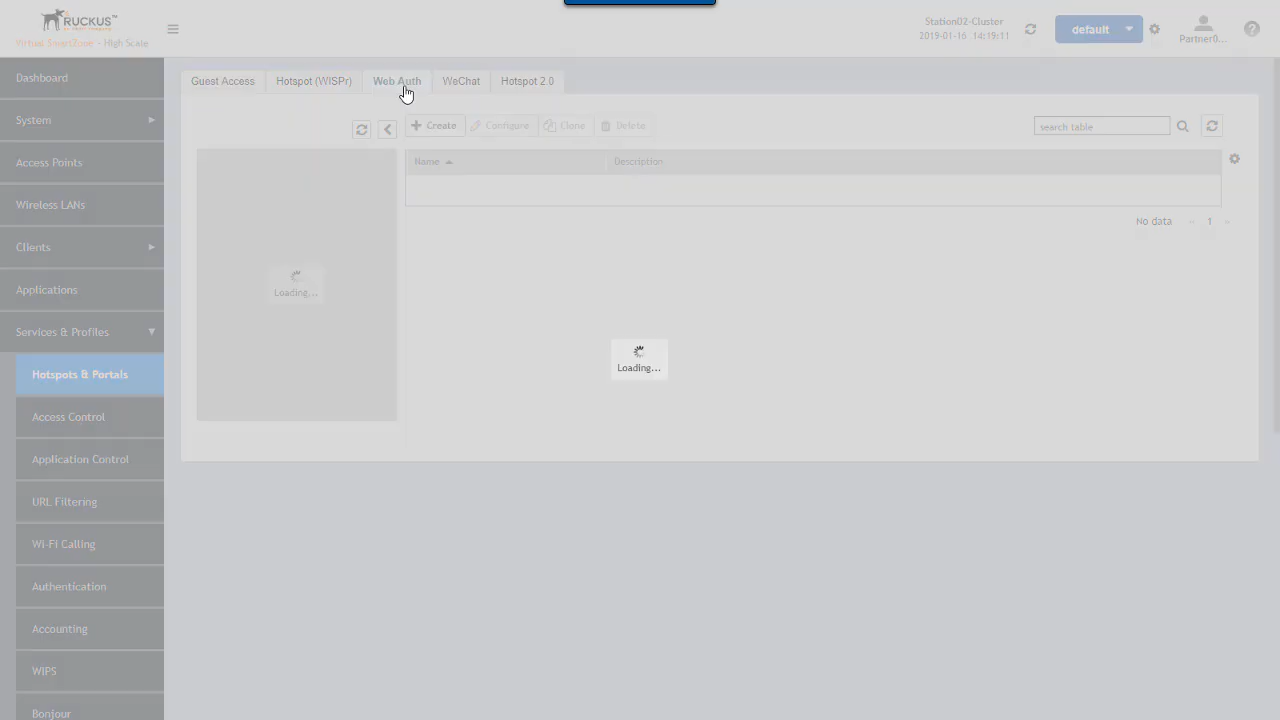 RUCKUS™
Virtual SmartZone - High Scale
Station02-Cluster
2019-01-16 14:19:11
default
Partner0...
Dashboard
System
Access Points
Wireless LANs
Clients
Applications
Services & Profiles
Hotspots & Portals
Access Control
Application Control
URL Filtering
Wi-Fi Calling
Authentication
Accounting
WIPS
Bonjour
Guest Access
Hotspot (WISPr)
Web Auth
WeChat
Hotspot 2.0
Create
Configure
Clone
Delete
search table
Name
Description
No data
1
Loading...
Loading...